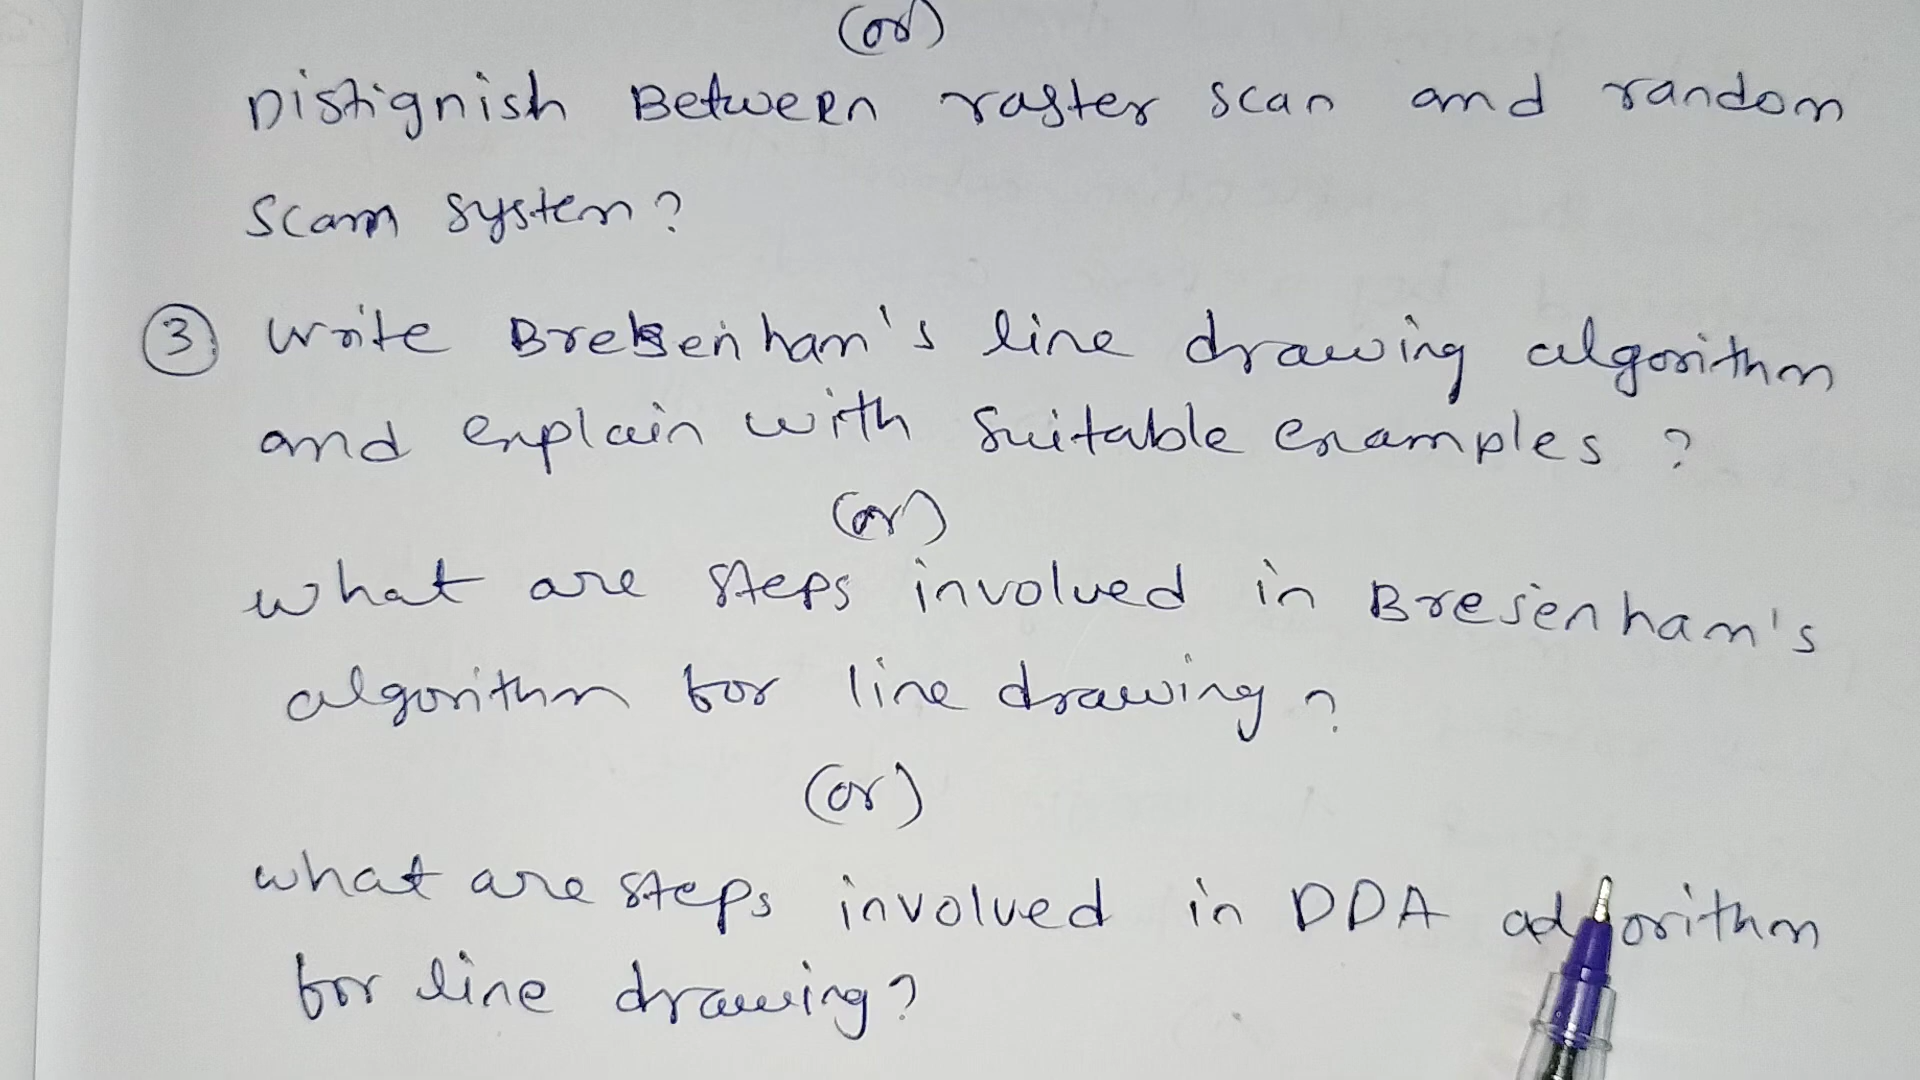 (or)
Distignish Between raster scan and random
scan system?
③ Write Bresenham's line drawing algorithm
and explain with suitable examples?
(or)
what are steps involved in Bresenham's
algorithm for line drawing?
(or)
what are steps involved in DDA algorithm
for line drawing?